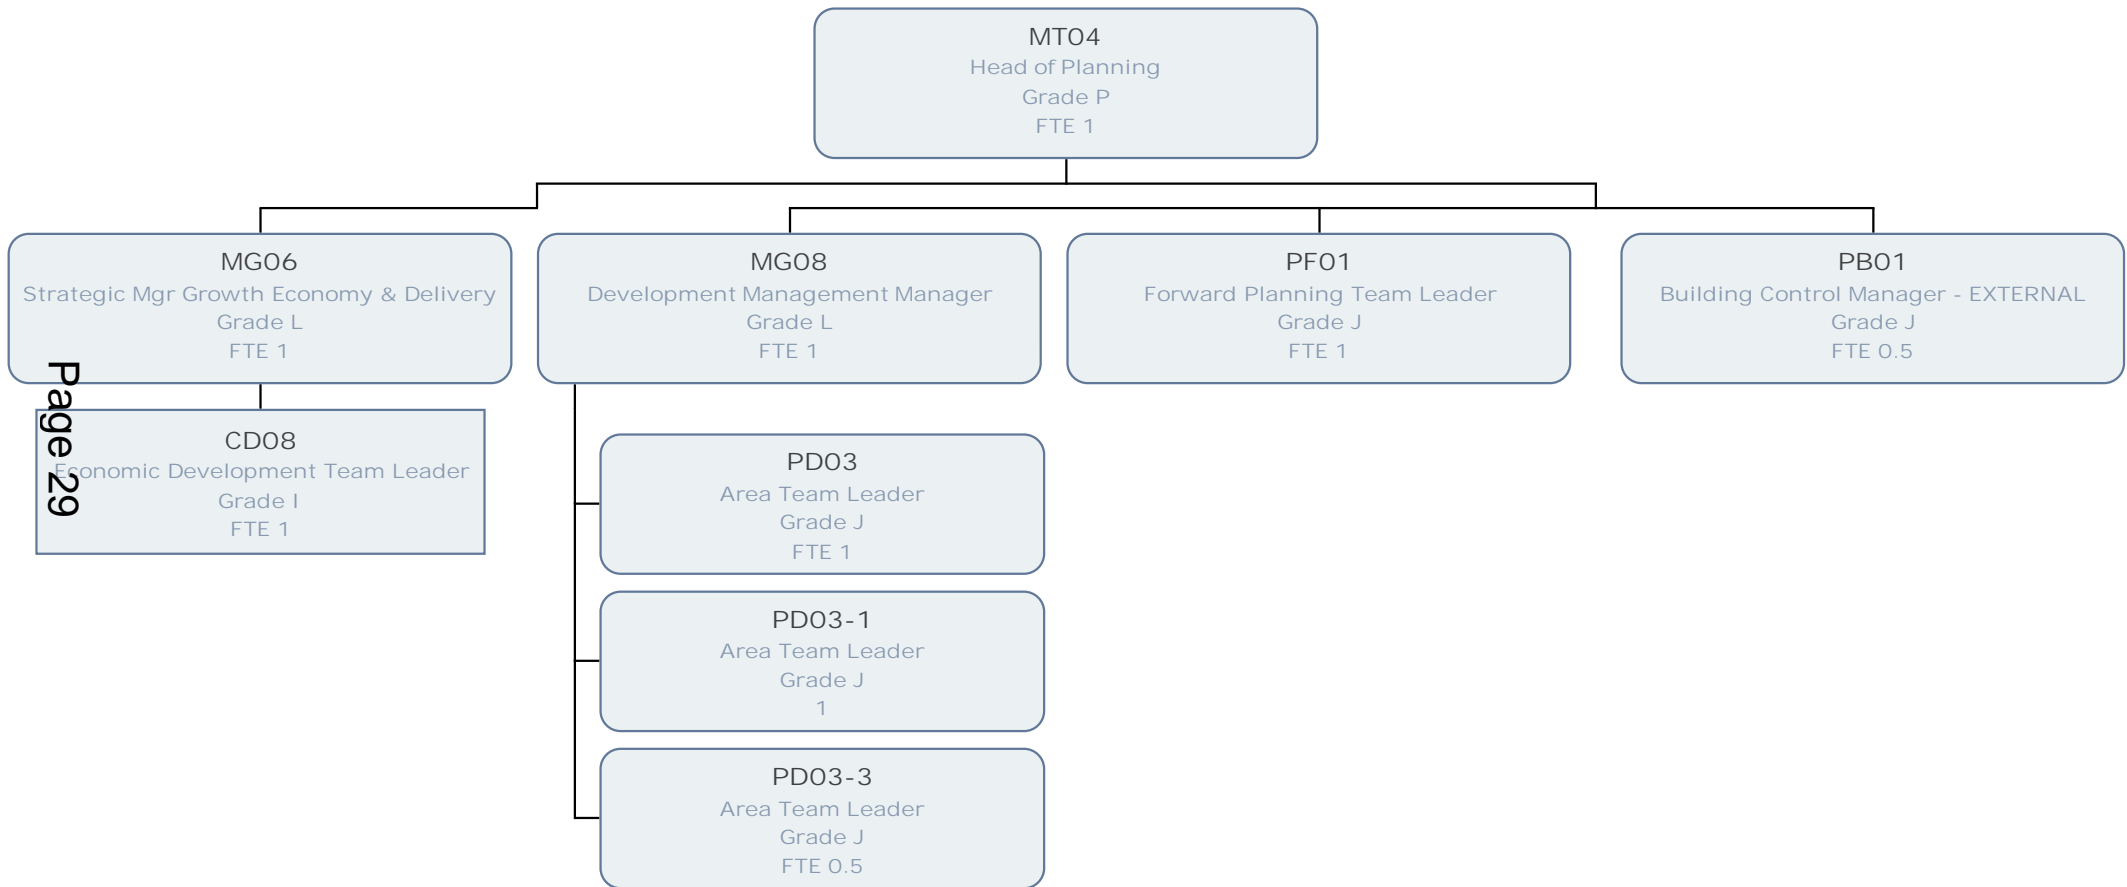 MT04
Head of Planning
Grade P
FTE 1
MG06
Strategic Mgr Growth Economy & Delivery
Grade L
FTE 1
MG08
Development Management Manager
Grade L
FTE 1
PF01
Forward Planning Team Leader
Grade J
FTE 1
PB01
Building Control Manager - EXTERNAL
Grade J
FTE 0.5
CD08
Economic Development Team Leader
Grade I
FTE 1
PD03
Area Team Leader
Grade J
FTE 1
PD03-1
Area Team Leader
Grade J
1
PD03-3
Area Team Leader
Grade J
FTE 0.5
Page 29